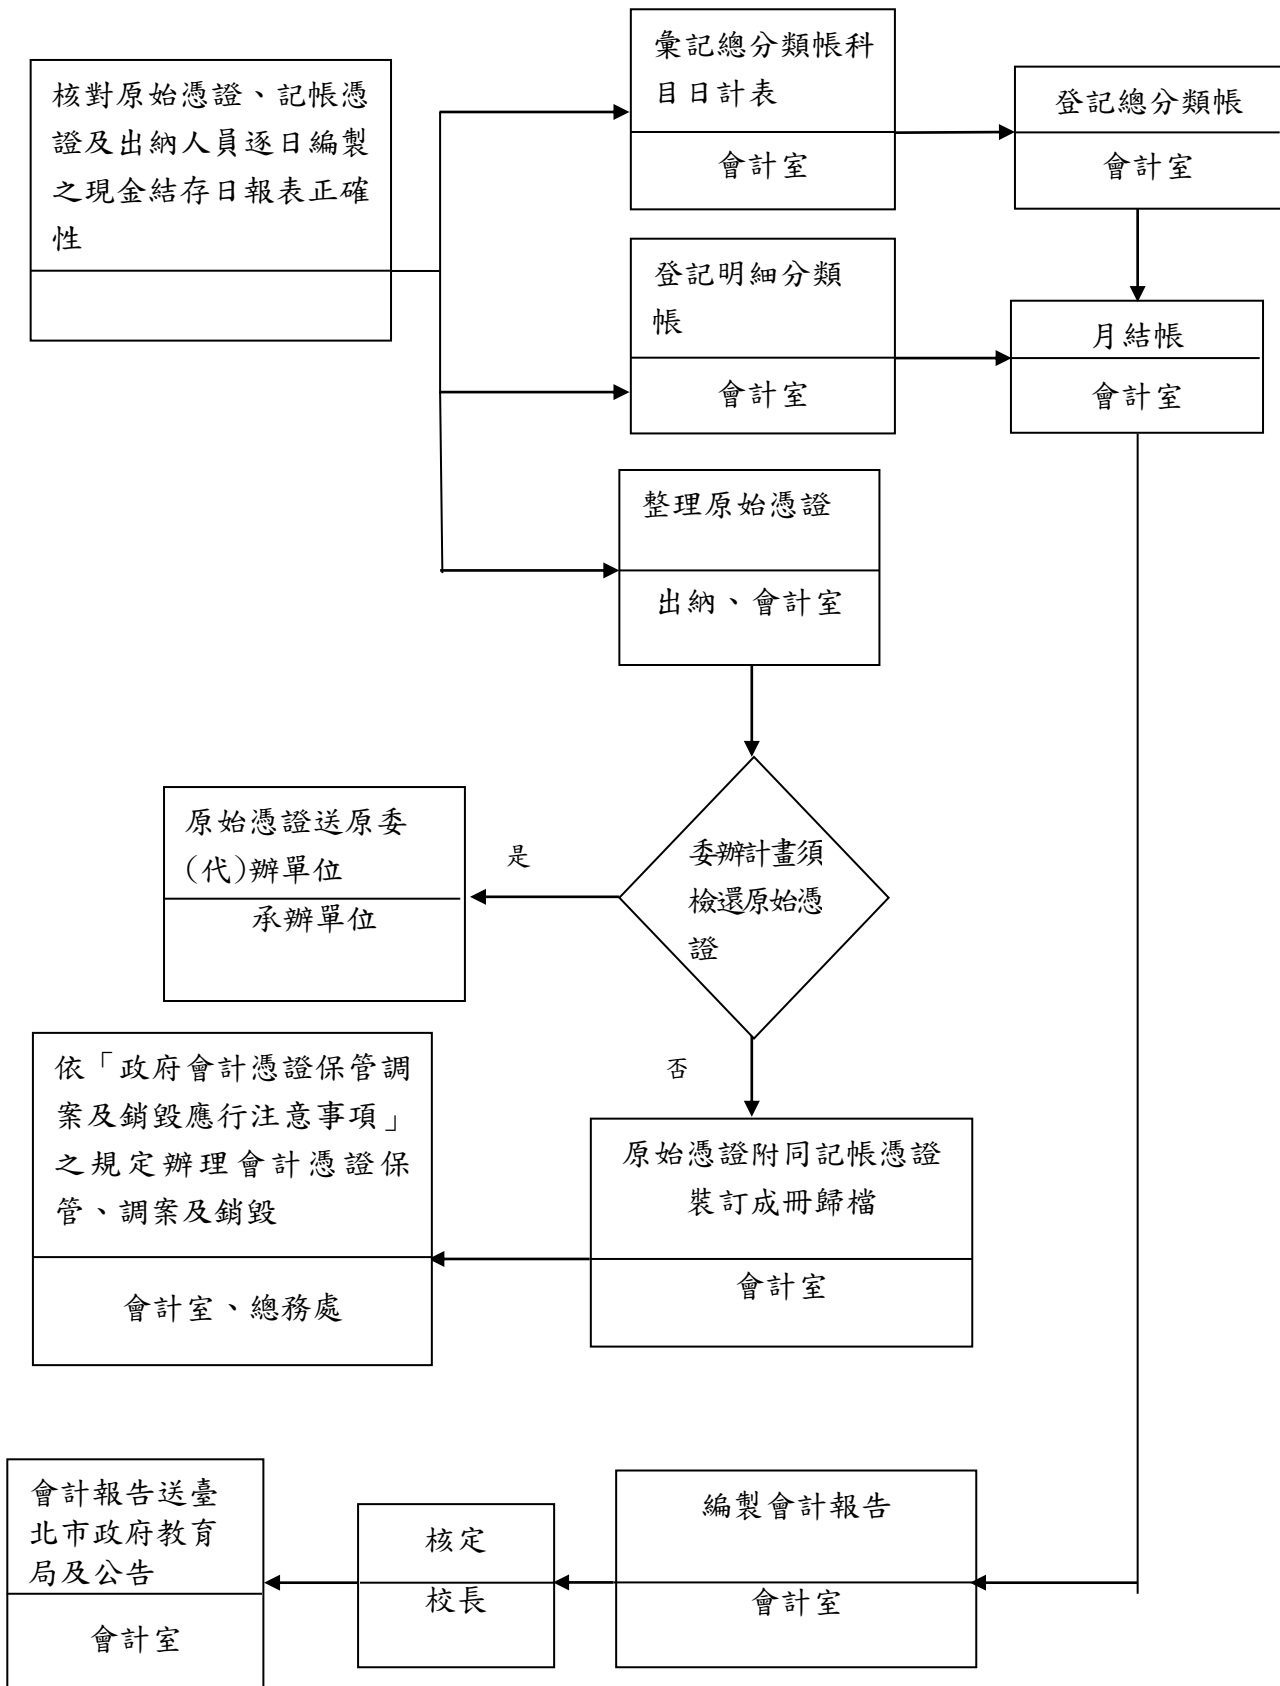 核對原始憑證、記帳憑
證及出納人員逐日編製
之現金結存日報表正確
性
彙記總分類帳科
目日計表
會計室
登記總分類帳
會計室
登記明細分類
帳
會計室
月結帳
會計室
整理原始憑證
出納、會計室
委辦計畫須
檢還原始憑
證
是
原始憑證送原委
(代)辦單位
承辦單位
否
原始憑證附同記帳憑證
裝訂成冊歸檔
會計室
依「政府會計憑證保管調
案及銷毀應行注意事項」
之規定辦理會計憑證保
管、調案及銷毀
會計室、總務處
編製會計報告
會計室
核定
校長
會計報告送臺
北市政府教育
局及公告
會計室